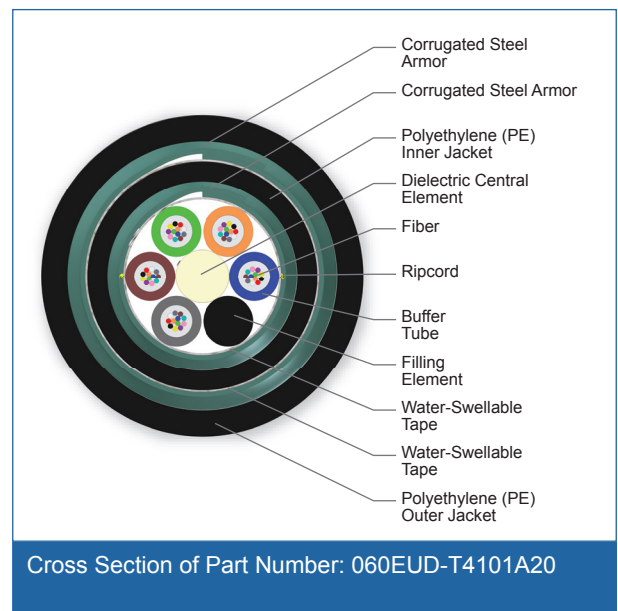 Corrugated Steel
Armor
Corrugated Steel Armor
Polyethylene (PE)
Inner Jacket
Dielectric Central
Element
Fiber
Ripcord
Buffer
Tube
Filling
Element
Water-Swellable
Tape
Water-Swellable
Tape
Polyethylene (PE)
Outer Jacket
Cross Section of Part Number: 060EUD-T4101A20